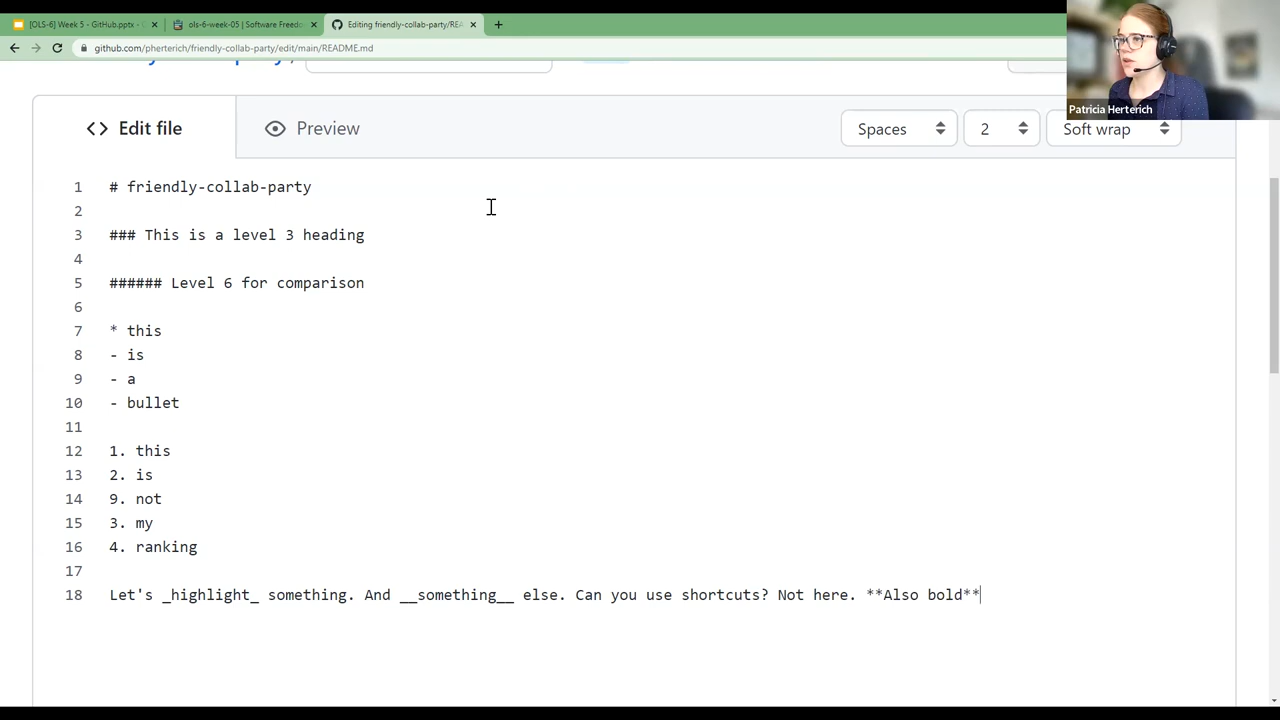 [OLS-6] Week 5 - GitHub.pptx -
ols-6-week-05 | Software Freedo
Editing friendly-collab-party/REA
github.com/pherterich/friendly-collab-party/edit/main/README.md
Patricia Herterich
Edit file
Preview
Spaces
2
Soft wrap
1 # friendly-collab-party
2
3 ### This is a level 3 heading
4
5 ###### Level 6 for comparison
6
7 * this
8 - is
9 - a
10 - bullet
11
12 1. this
13 2. is
14 9. not
15 3. my
16 4. ranking
17
18 Let's _highlight_ something. And __something__ else. Can you use shortcuts? Not here. **Also bold**